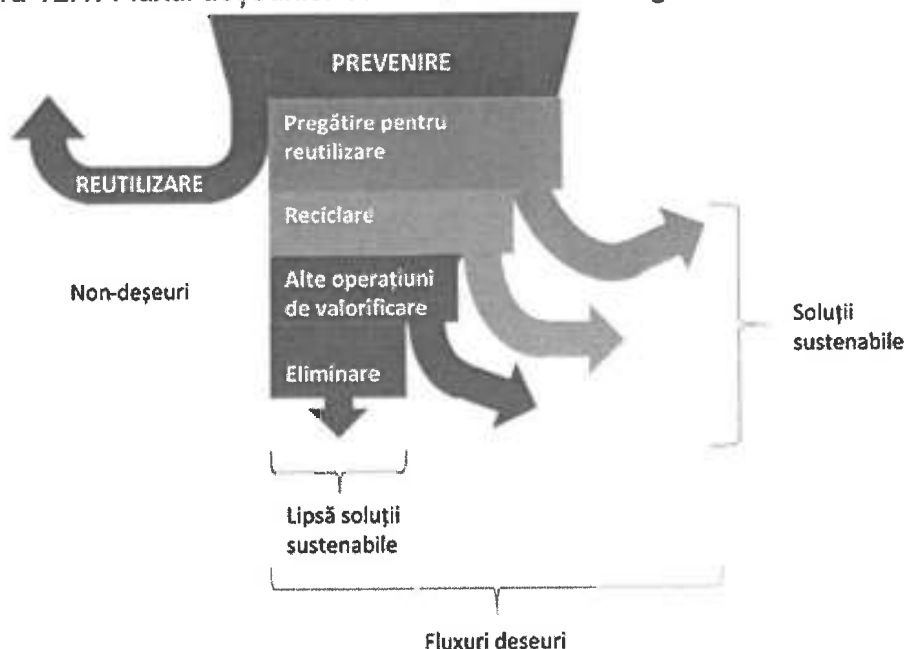 PREVENIRE
Pregătire pentru
reutilizare
REUTILIZARE
Reciclare
Alte operațiuni
de valorificare
Non-deșeuri
Soluții
sustenabile
Eliminare
Lipsă soluții
sustenabile
Fluxuri deseuri